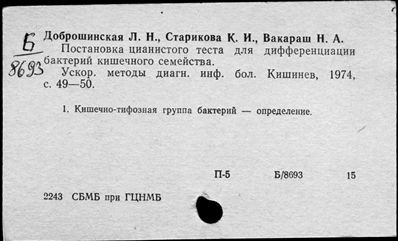 Б
8693
Доброшинская Л. Н., Старикова К. И., Вакараш Н. А.
Постановка цианистого теста для дифференциации
бактерий кишечного семейства.
Ускор. методы диагн. инф. бол. Кишинев, 1974,
с. 49—50.
1. Кишечно-тифозная группа бактерий — определение.
П-5 Б/8693 15
2243 СБМБ при ГЦНМБ